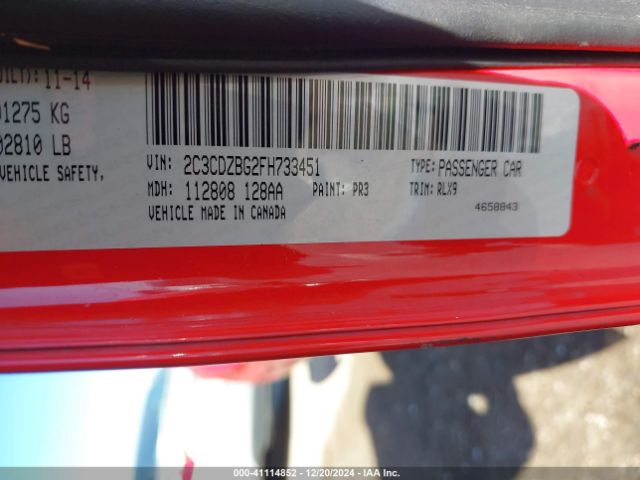 11-14
01275 KG
02810 LB
VEHICLE SAFETY,
VIN: 2C3CDZBG2FH733451 TYPE: PASSENGER CAR
MDH: 112808 128AA PAINT: PR3 TRIM: RLX9
VEHICLE MADE IN CANADA 4658843
000-41114852 | 12/20/2024 | IAA Inc.